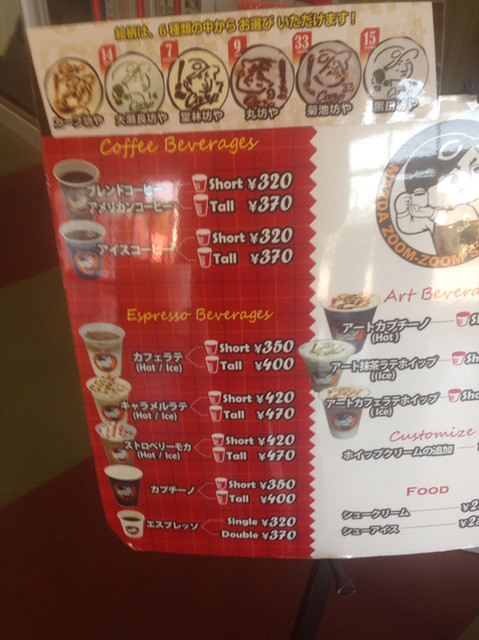 絵柄は、6種類の中からお選びいただけます!
14
7
9
33
15
カープ坊や
大瀬良坊や
堂林坊や
丸坊や
菊池坊や
黒田坊や
Coffee Beverages
ブレンドコーヒー
アメリカンコーヒー
Short ¥320
Tall ¥370
アイスコーヒー
Short ¥320
Tall ¥370
Espresso Beverages
カフェラテ
(Hot / Ice)
Short ¥350
Tall ¥400
キャラメルラテ
(Hot / Ice)
Short ¥420
Tall ¥470
ストロベリーモカ
(Hot / Ice)
Short ¥420
Tall ¥470
カプチーノ
Short ¥350
Tall ¥400
エスプレッソ
Single ¥320
Double ¥370
MAZDA ZOOM-ZOOM
Art
アートカプチーノ
(Hot)
アート抹茶ラテホイップ
(Ice)
アートカフェラテホイップ
(Ice)
Customize
ホイップクリームの追加
FOOD
シュークリーム
シューアイス